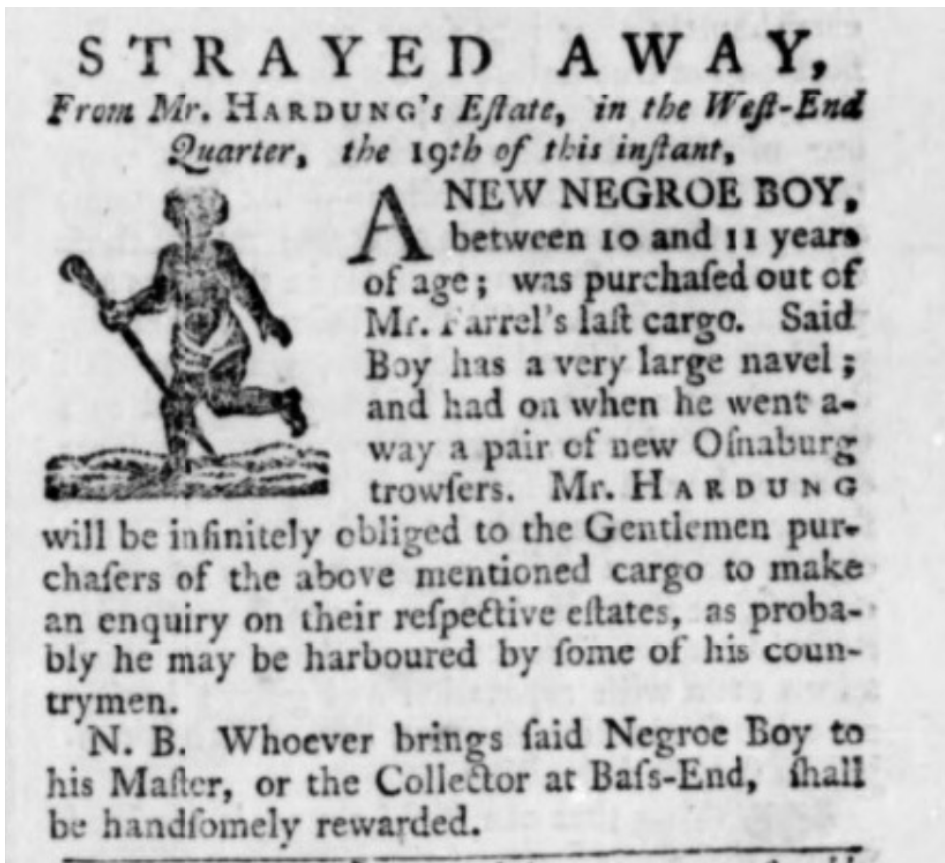 STRAYED AWAY,
From Mr. HARDUNG's Eſtate, in the Weſt-End
Quarter, the 19th of this inſtant,
A NEW NEGROE BOY,
between 10 and 11 years
of age; was purchaſed out of
Mr. Farrel's laſt cargo. Said
Boy has a very large navel;
and had on when he went a-
way a pair of new Oſnaburg
trowſers. Mr. HARDUNG
will be infinitely obliged to the Gentlemen pur-
chaſers of the above mentioned cargo to make
an enquiry on their reſpective eſtates, as proba-
bly he may be harboured by ſome of his coun-
trymen.
N. B. Whoever brings ſaid Negroe Boy to
his Maſter, or the Collector at Baſs-End, ſhall
be handſomely rewarded.